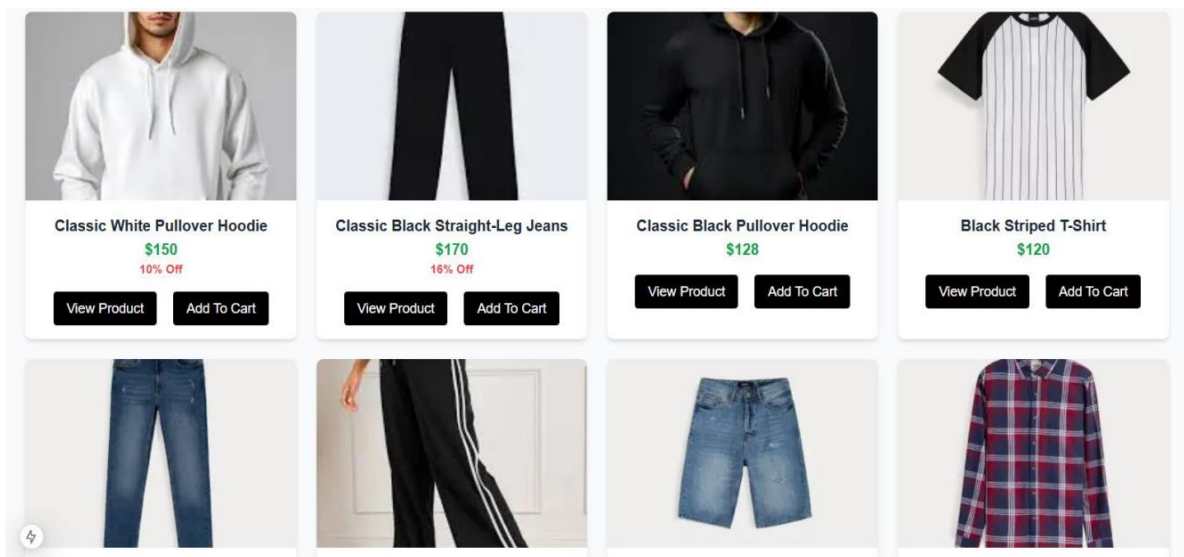 Classic White Pullover Hoodie
$150
10% Off
View Product Add To Cart
Classic Black Straight-Leg Jeans
$170
16% Off
View Product Add To Cart
Classic Black Pullover Hoodie
$128
View Product Add To Cart
Black Striped T-Shirt
$120
View Product Add To Cart